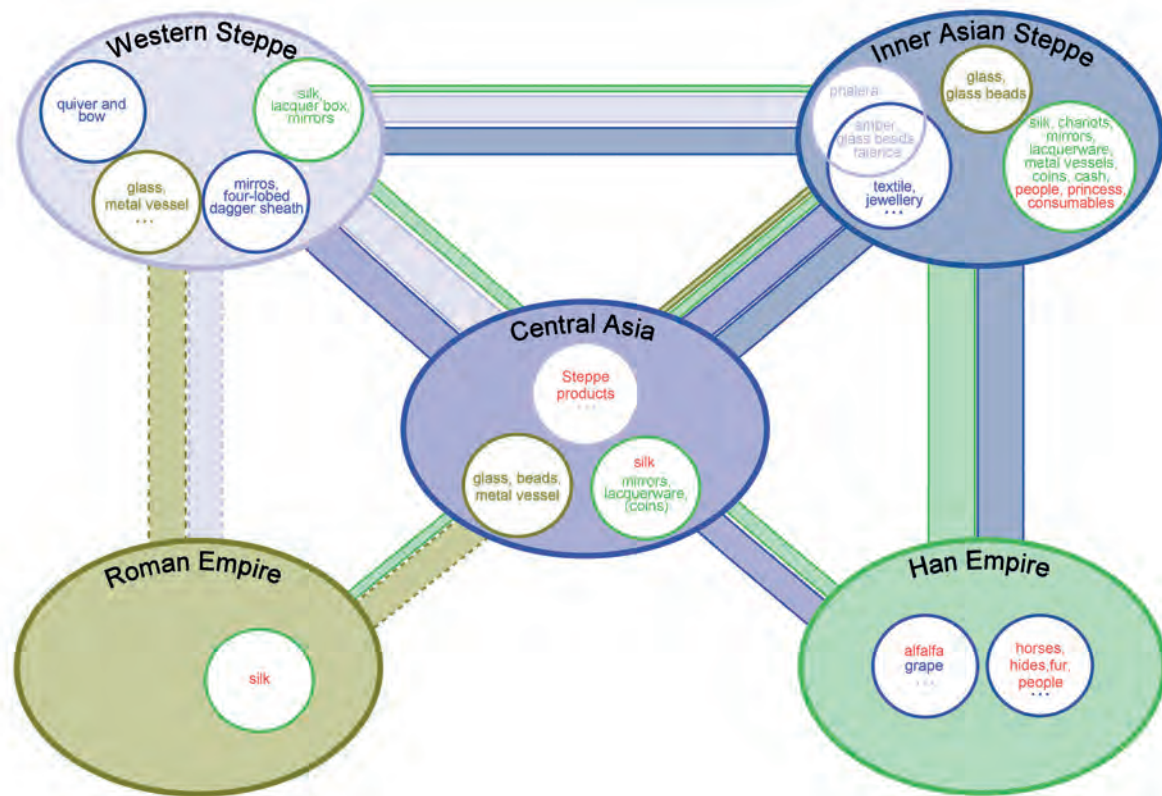 Western Steppe
quiver and
bow
silk,
lacquer box,
mirrors
glass,
metal vessel
...
mirros,
four-lobed
dagger sheath
Inner Asian Steppe
phalera
amber,
glass beads
faience
textile,
jewellery
...
glass,
glass beads
silk, chariots,
mirrors,
lacquerware,
metal vessels,
coins, cash,
people, princess,
consumables
Central Asia
Steppe
products
...
glass, beads,
metal vessel
silk
mirrors,
lacquerware,
(coins)
Roman Empire
silk
Han Empire
alfalfa
grape
...
horses,
hides,fur,
people
...